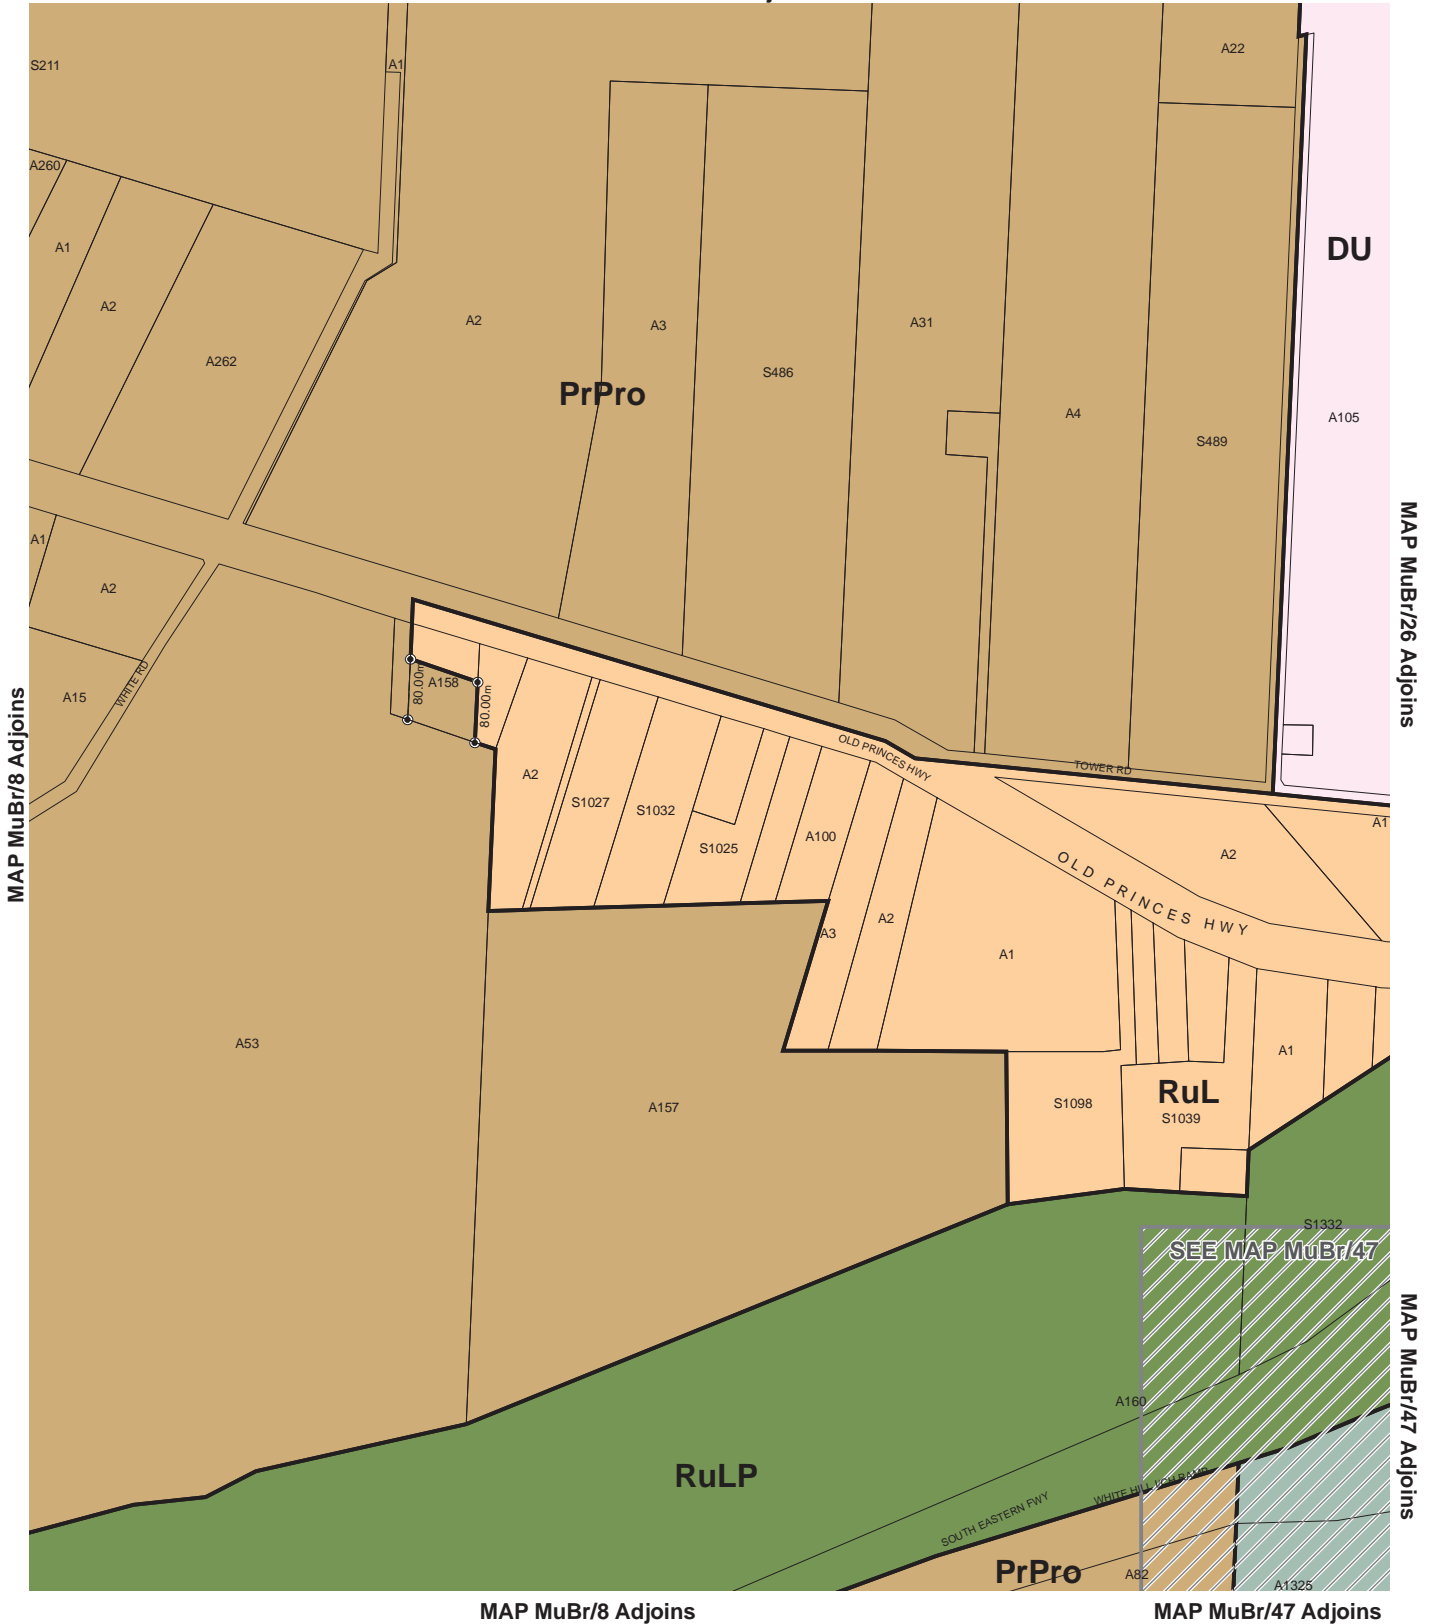 S211
A1
A22
A260
A1
A2
A262
A2
A3
A31
DU
PrPro
S486
A4
A105
S489
A1
A2
MAP MuBr/26 Adjoins
A15
WHITE RD
80.00m
A158
80.00m
MAP MuBr/8 Adjoins
OLD PRINCES HWY
TOWER RD
A2
S1027
S1032
S1025
A100
A1
A2
OLD PRINCES HWY
A3
A2
A1
A53
A157
A1
RuL
S1098
S1039
S1332
SEE MAP MuBr/47
A160
MAP MuBr/47 Adjoins
RuLP
WHITE HILL I/CH RAMP
SOUTH EASTERN FWY
PrPro
A82
A1325
MAP MuBr/8 Adjoins
MAP MuBr/47 Adjoins